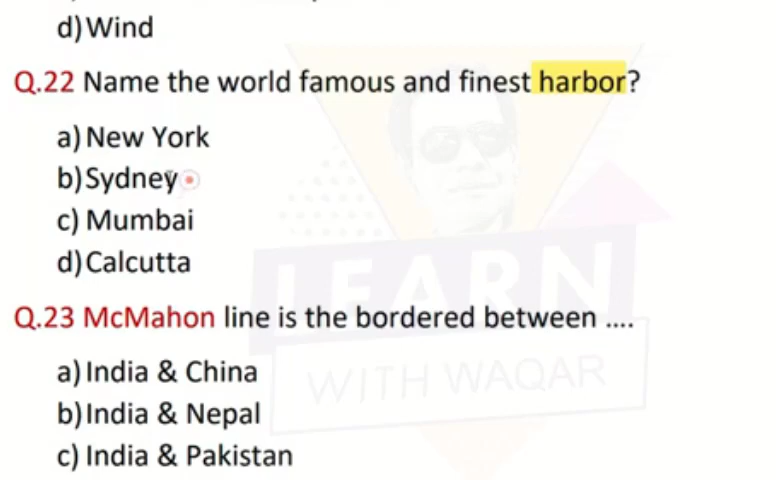 d) Wind
Q.22 Name the world famous and finest harbor?
a) New York
b) Sydney
c) Mumbai
d) Calcutta
LEARN
Q.23 McMahon line is the bordered between ....
WITH WAQAR
a) India & China
b) India & Nepal
c) India & Pakistan